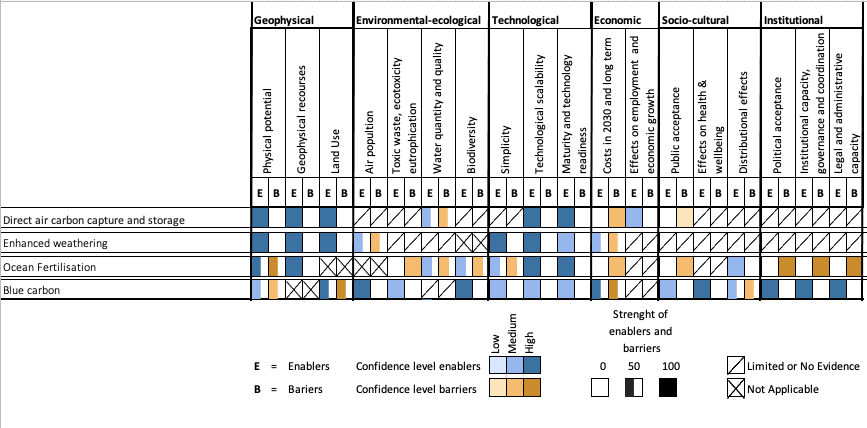 Geophysical Environmental-ecological Technological Economic Socio-cultural Institutional
Physical potential
Geophysical recourses
Land Use
Air popultion
Toxic waste, ecotoxicity
eutrophication
Water quantity and quality
Biodiversity
Simplicity
Technological scalability
Maturity and technology
readiness
Costs in 2030 and long term
Effects on employment and
economic growth
Public acceptance
Effects on health &
wellbeing
Distributional effects
Political acceptance
Institutional capacity,
governance and coordination
Legal and administrative
capacity
E B E B E B E B E B E B E B E B E B E B E B E B E B E B E B E B E B E B
Direct air carbon capture and storage
Enhanced weathering
Ocean Fertilisation
Blue carbon
Low
Medium
High
Strenght of
enablers and
barriers
E = Enablers Confidence level enablers 0 50 100 Limited or No Evidence
B = Bariers Confidence level barriers Not Applicable